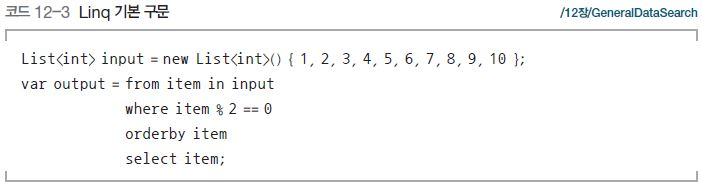 코드 12-3 Linq 기본 구문 /12장/GeneralDataSearch
List<int> input = new List<int>() { 1, 2, 3, 4, 5, 6, 7, 8, 9, 10 };
var output = from item in input
where item % 2 == 0
orderby item
select item;